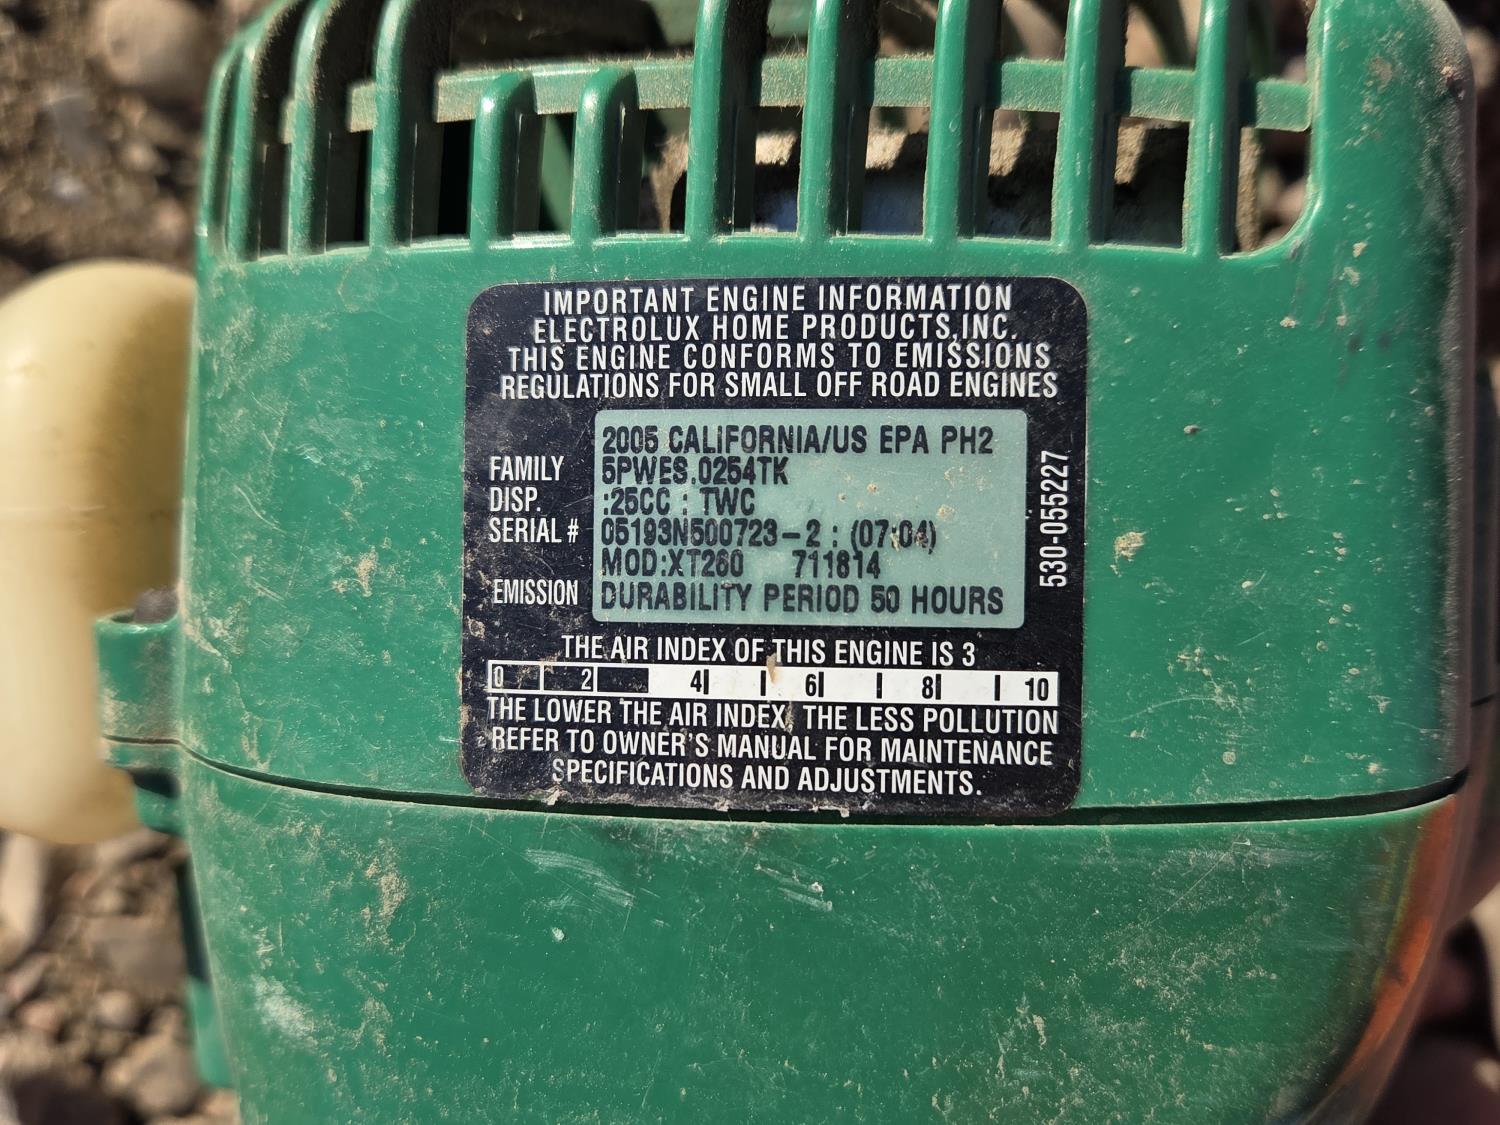 IMPORTANT ENGINE INFORMATION
ELECTROLUX HOME PRODUCTS,INC.
THIS ENGINE CONFORMS TO EMISSIONS
REGULATIONS FOR SMALL OFF ROAD ENGINES
2005 CALIFORNIA/US EPA PH2
FAMILY 5PWES.0254TK
DISP. :25CC : TWC
SERIAL # 05193N500723-2 : (07:04)
MOD:XT260 711814
EMISSION DURABILITY PERIOD 50 HOURS
530-055227
THE AIR INDEX OF THIS ENGINE IS 3
0 2 4 6 8 10
THE LOWER THE AIR INDEX, THE LESS POLLUTION
REFER TO OWNER'S MANUAL FOR MAINTENANCE
SPECIFICATIONS AND ADJUSTMENTS.